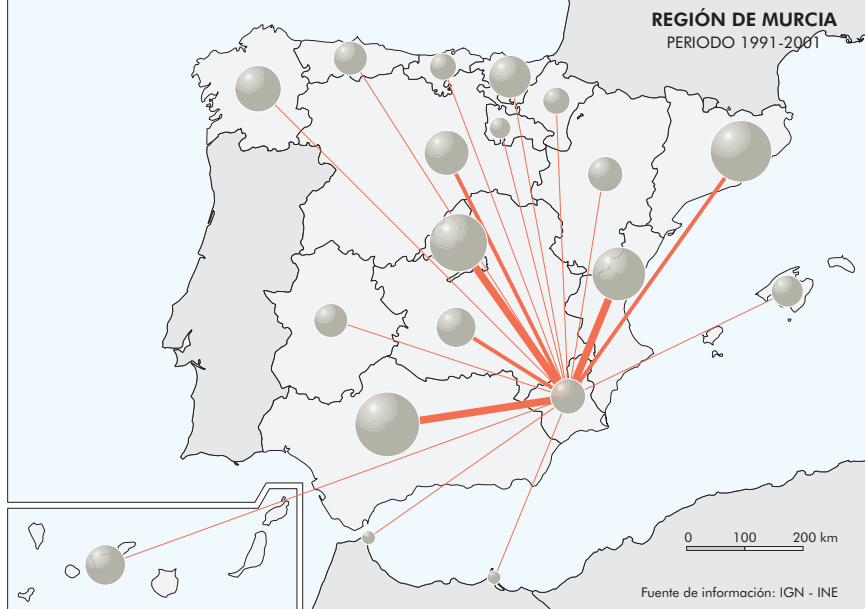 REGIÓN DE MURCIA
PERIODO 1991-2001
0 100 200 km
Fuente de información: IGN - INE